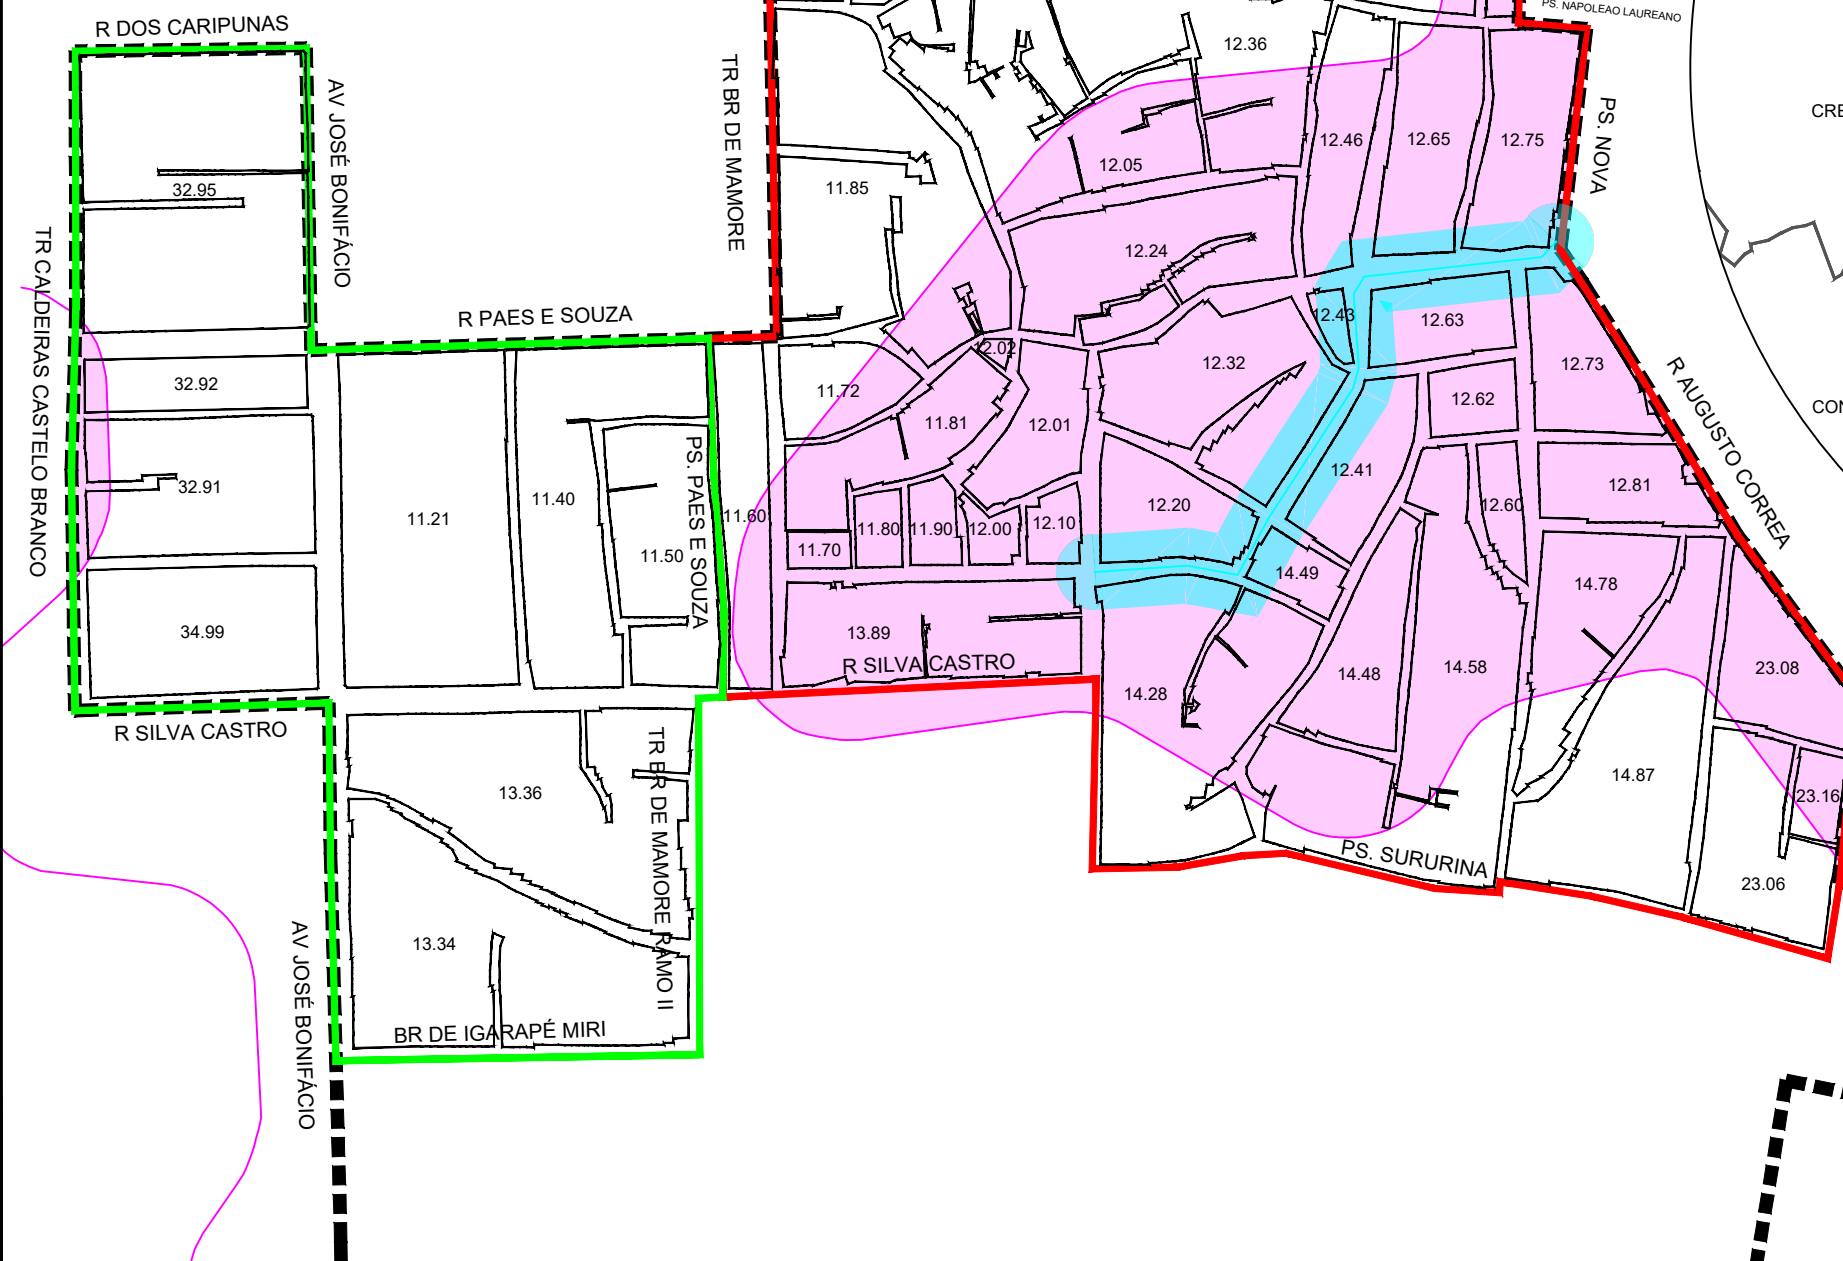 PS. NAPOLEAO LAUREANO
R DOS CARIPUNAS
12.36
AV JOSÉ BONIFÁCIO
TR BR DE MAMORE
PS. NOVA
CRE
12.46
12.65
12.75
12.05
11.85
32.95
TR CALDEIRAS CASTELO BRANCO
12.24
R PAES E SOUZA
12.43
12.63
12.02
12.32
12.73
R AUGUSTO CORREA
32.92
11.72
12.62
CON
11.81
12.01
12.41
32.91
11.40
PS. PAES E SOUZA
12.81
11.21
11.60
12.20
12.60
11.80
11.90
12.00
12.10
11.70
11.50
14.49
14.78
34.99
13.89
R SILVA CASTRO
14.28
14.48
14.58
23.08
R SILVA CASTRO
TR BR DE MAMORE RAMO II
13.36
14.87
23.16
PS. SURURINA
23.06
13.34
AV JOSÉ BONIFÁCIO
BR DE IGARAPÉ MIRI